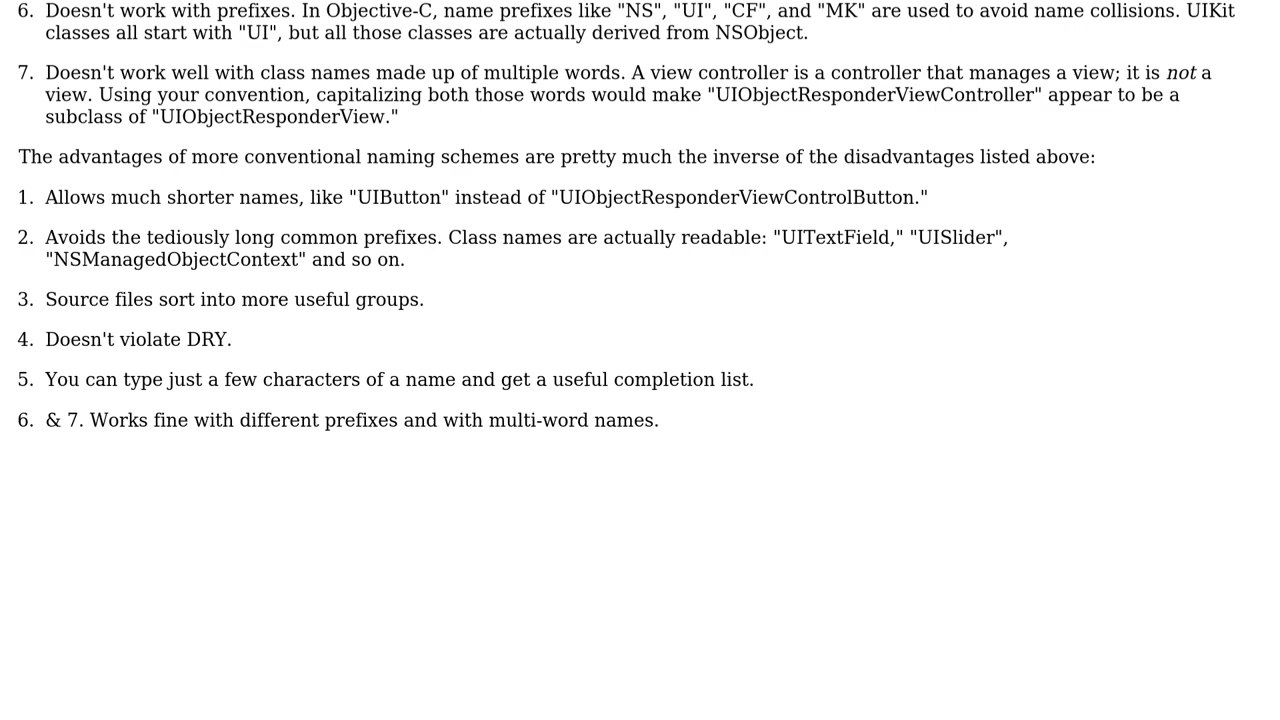 6. Doesn't work with prefixes. In Objective-C, name prefixes like "NS", "UI", "CF", and "MK" are used to avoid name collisions. UIKit
classes all start with "UI", but all those classes are actually derived from NSObject.
7. Doesn't work well with class names made up of multiple words. A view controller is a controller that manages a view; it is not a
view. Using your convention, capitalizing both those words would make "UIObjectResponderViewController" appear to be a
subclass of "UIObjectResponderView."
The advantages of more conventional naming schemes are pretty much the inverse of the disadvantages listed above:
1. Allows much shorter names, like "UIButton" instead of "UIObjectResponderViewControlButton."
2. Avoids the tediously long common prefixes. Class names are actually readable: "UITextField," "UISlider",
"NSManagedObjectContext" and so on.
3. Source files sort into more useful groups.
4. Doesn't violate DRY.
5. You can type just a few characters of a name and get a useful completion list.
6. & 7. Works fine with different prefixes and with multi-word names.